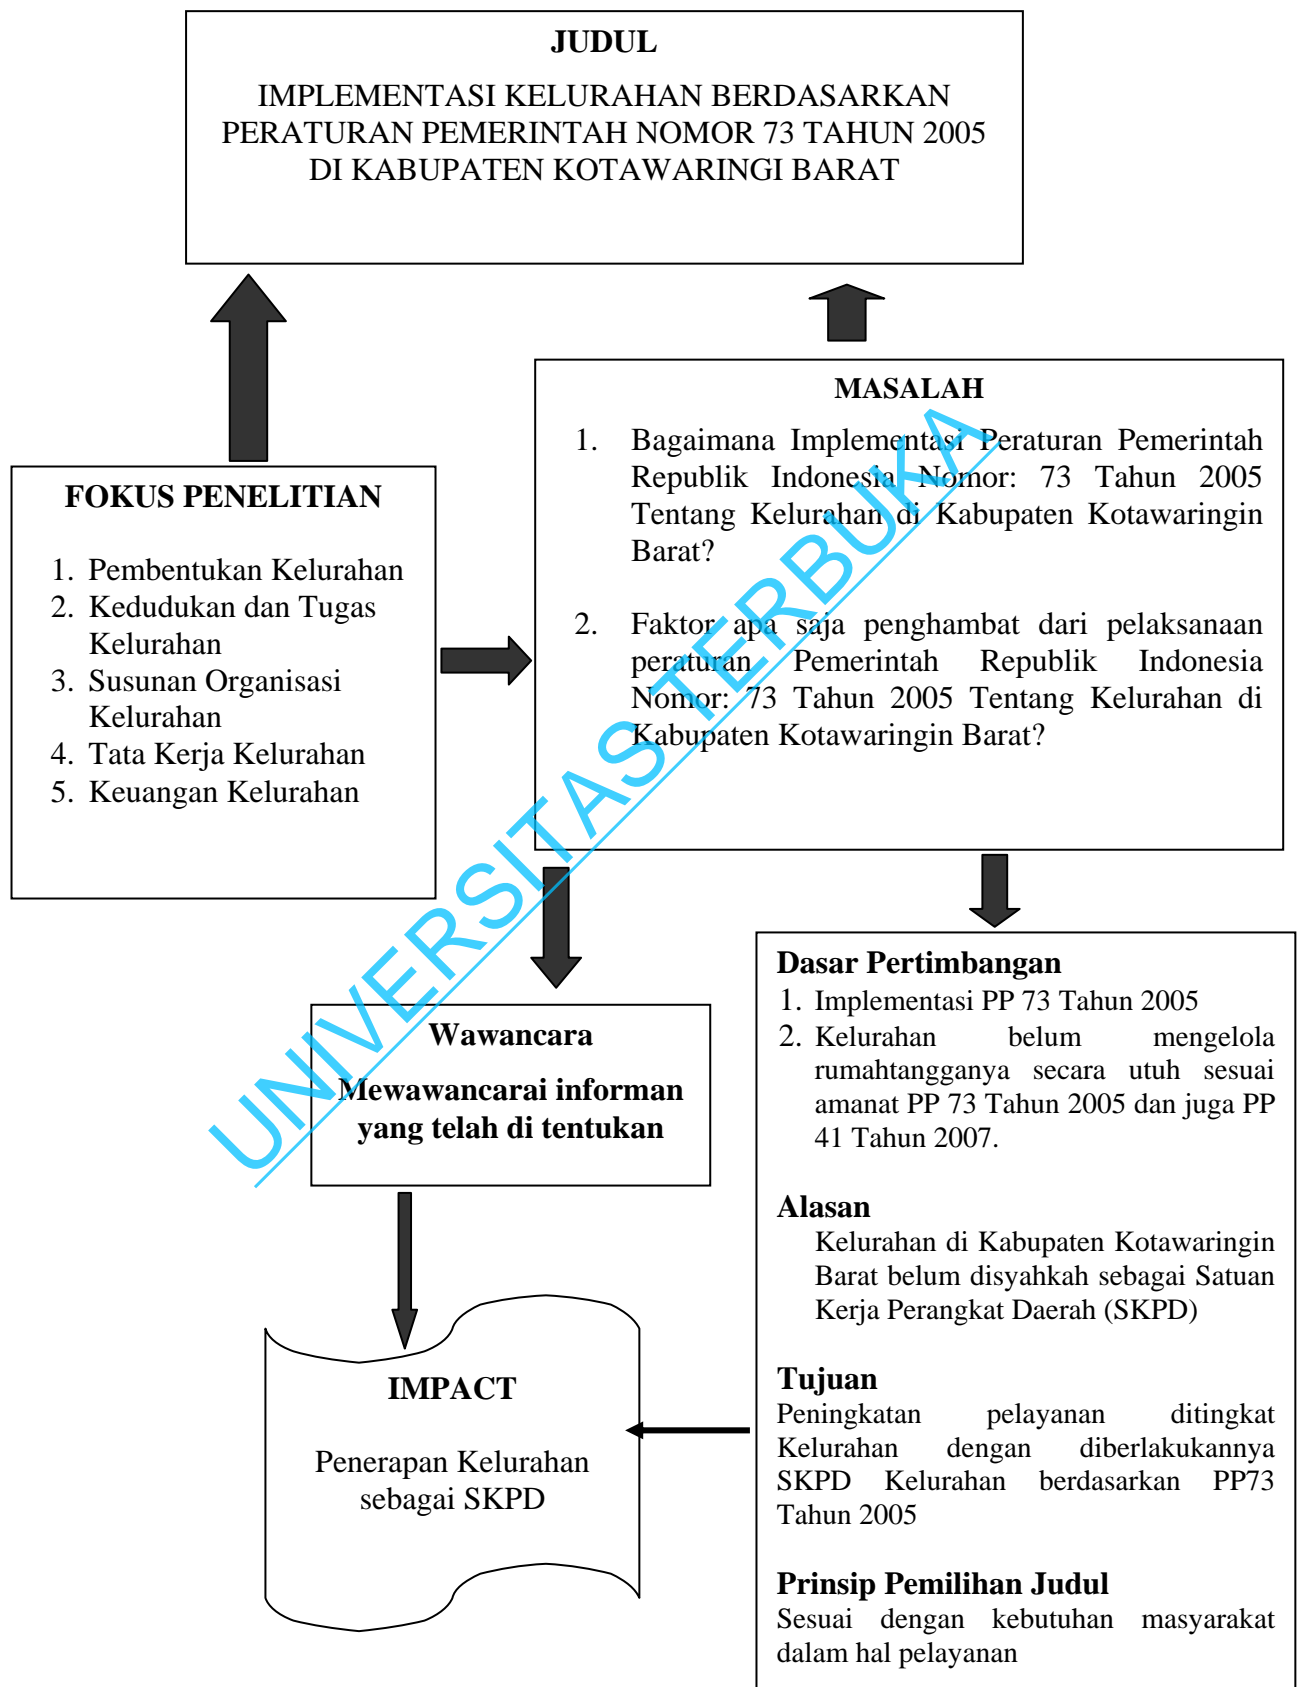 JUDUL
IMPLEMENTASI KELURAHAN BERDASARKAN
PERATURAN PEMERINTAH NOMOR 73 TAHUN 2005
DI KABUPATEN KOTAWARINGI BARAT
MASALAH
1. Bagaimana Implementasi Peraturan Pemerintah
Republik Indonesia Nomor: 73 Tahun 2005
Tentang Kelurahan di Kabupaten Kotawaringin
Barat?
2. Faktor apa saja penghambat dari pelaksanaan
peraturan Pemerintah Republik Indonesia
Nomor: 73 Tahun 2005 Tentang Kelurahan di
Kabupaten Kotawaringin Barat?
FOKUS PENELITIAN
1. Pembentukan Kelurahan
2. Kedudukan dan Tugas
Kelurahan
3. Susunan Organisasi
Kelurahan
4. Tata Kerja Kelurahan
5. Keuangan Kelurahan
Wawancara
Mewawancarai informan
yang telah di tentukan
Dasar Pertimbangan
1. Implementasi PP 73 Tahun 2005
2. Kelurahan belum mengelola
rumahtangganya secara utuh sesuai
amanat PP 73 Tahun 2005 dan juga PP
41 Tahun 2007.
Alasan
Kelurahan di Kabupaten Kotawaringin
Barat belum disyahkah sebagai Satuan
Kerja Perangkat Daerah (SKPD)
Tujuan
Peningkatan pelayanan ditingkat
Kelurahan dengan diberlakukannya
SKPD Kelurahan berdasarkan PP73
Tahun 2005
Prinsip Pemilihan Judul
Sesuai dengan kebutuhan masyarakat
dalam hal pelayanan
IMPACT
Penerapan Kelurahan
sebagai SKPD
UNIVERSITAS TERBUKA